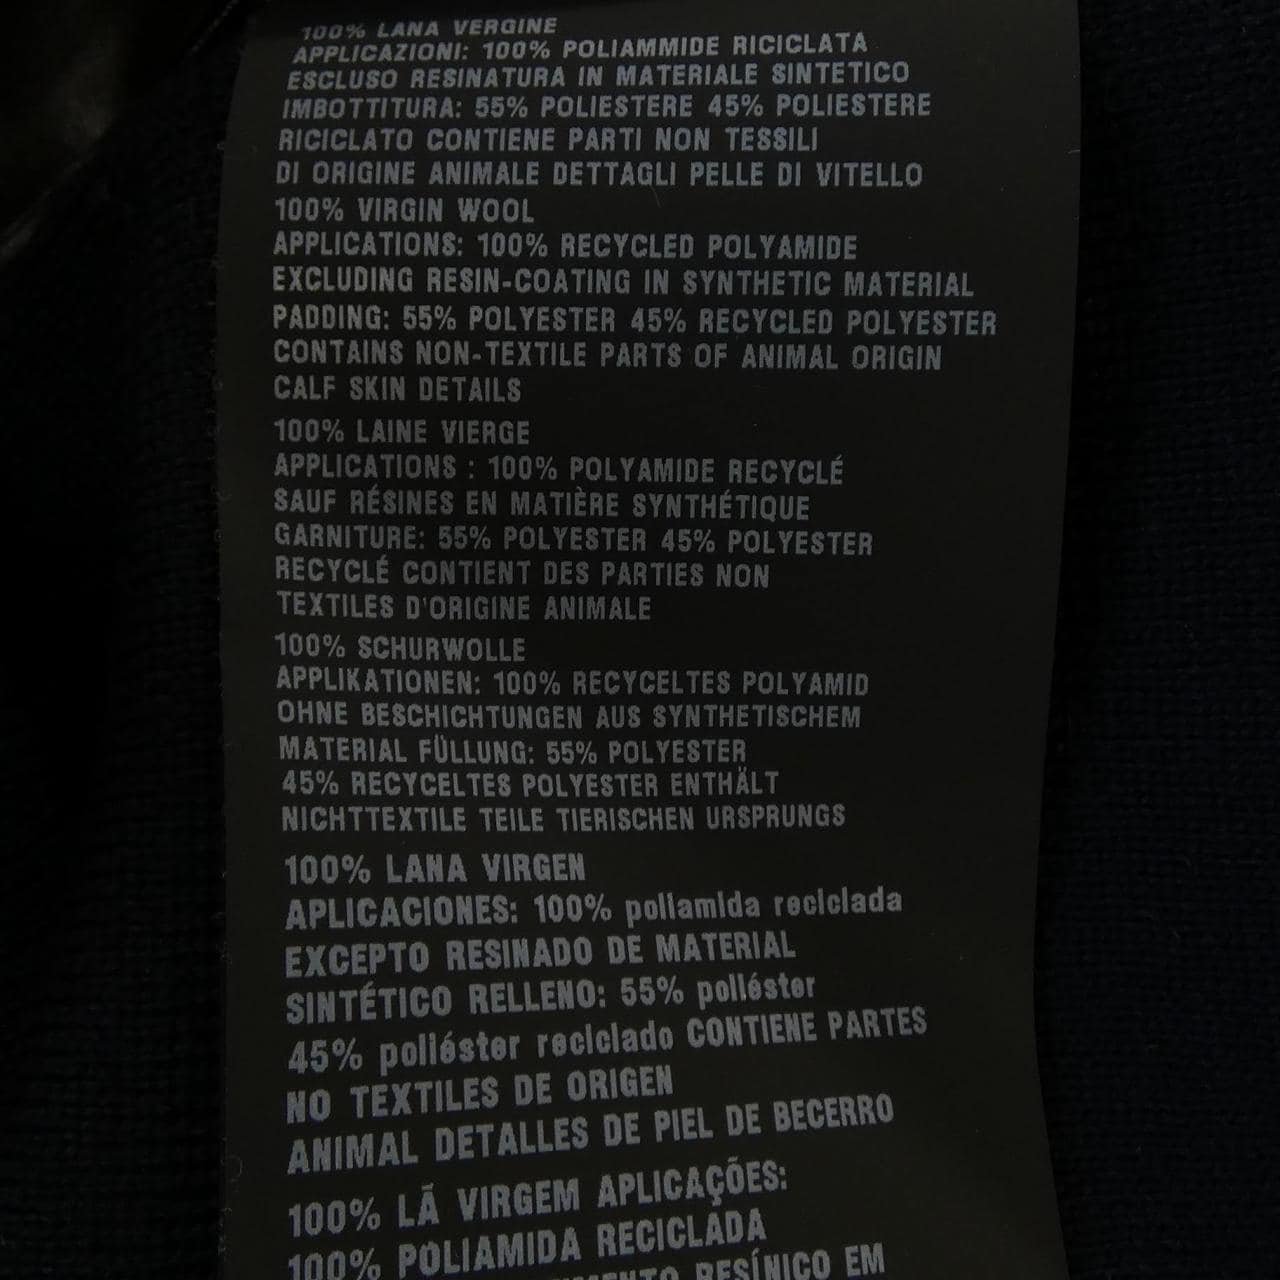 100% LANA VERGINE
APPLICAZIONI: 100% POLIAMMIDE RICICLATA
ESCLUSO RESINATURA IN MATERIALE SINTETICO
IMBOTTITURA: 55% POLIESTERE 45% POLIESTERE
RICICLATO CONTIENE PARTI NON TESSILI
DI ORIGINE ANIMALE DETTAGLI PELLE DI VITELLO
100% VIRGIN WOOL
APPLICATIONS: 100% RECYCLED POLYAMIDE
EXCLUDING RESIN-COATING IN SYNTHETIC MATERIAL
PADDING: 55% POLYESTER 45% RECYCLED POLYESTER
CONTAINS NON-TEXTILE PARTS OF ANIMAL ORIGIN
CALF SKIN DETAILS
100% LAINE VIERGE
APPLICATIONS : 100% POLYAMIDE RECYCLÉ
SAUF RÉSINES EN MATIÈRE SYNTHÉTIQUE
GARNITURE: 55% POLYESTER 45% POLYESTER
RECYCLÉ CONTIENT DES PARTIES NON
TEXTILES D'ORIGINE ANIMALE
100% SCHURWOLLE
APPLIKATIONEN: 100% RECYCELTES POLYAMID
OHNE BESCHICHTUNGEN AUS SYNTHETISCHEM
MATERIAL FÜLLUNG: 55% POLYESTER
45% RECYCELTES POLYESTER ENTHÄLT
NICHTTEXTILE TEILE TIERISCHEN URSPRUNGS
100% LANA VIRGEN
APLICACIONES: 100% poliamida reciclada
EXCEPTO RESINADO DE MATERIAL
SINTÉTICO RELLENO: 55% poliéster
45% poliéster reciclado CONTIENE PARTES
NO TEXTILES DE ORIGEN
ANIMAL DETALLES DE PIEL DE BECERRO
100% LÃ VIRGEM APLICAÇÕES:
100% POLIAMIDA RECICLADA
RESÍNICO EM